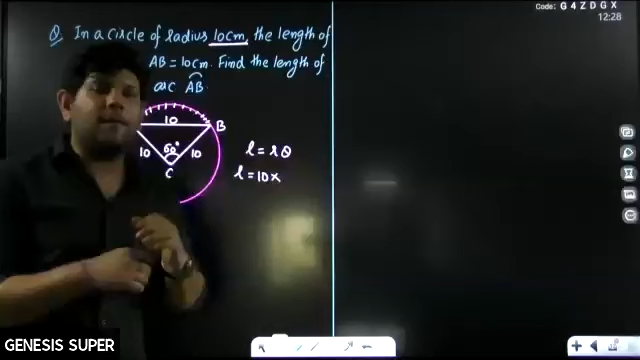 Code: G4ZDGX
12:28
Q. In a circle of radius 10cm, the length of
AB = 10cm. Find the length of
arc AB.
10
B
10
60°
10
C
l = rθ
l = 10×
GENESIS SUPER